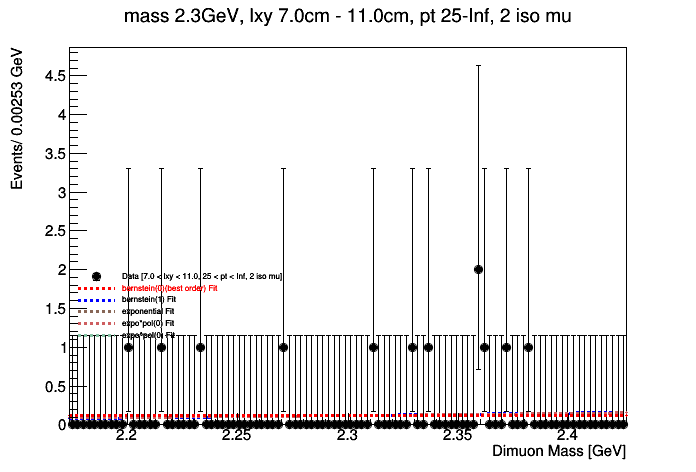 mass 2.3GeV, lxy 7.0cm - 11.0cm, pt 25-Inf, 2 iso mu
Events/ 0.00253 GeV
4.5
4
3.5
3
2.5
2
1.5
1
0.5
0
Data [7.0 < lxy < 11.0, 25 < pt < Inf, 2 iso mu]
bernstein(0)(best order) Fit
bernstein(1) Fit
exponential Fit
expo*pol(0) Fit
expo*pol(0) Fit
2.2
2.25
2.3
2.35
2.4
Dimuon Mass [GeV]